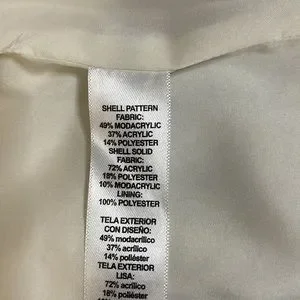 SHELL PATTERN
FABRIC:
49% MODACRYLIC
37% ACRYLIC
14% POLYESTER
SHELL SOLID
FABRIC:
72% ACRYLIC
18% POLYESTER
10% MODACRYLIC
LINING:
100% POLYESTER
TELA EXTERIOR
CON DISEÑO:
49% modacrílico
37% acrílico
14% poliéster
TELA EXTERIOR
LISA:
72% acrílico
18% poliéster